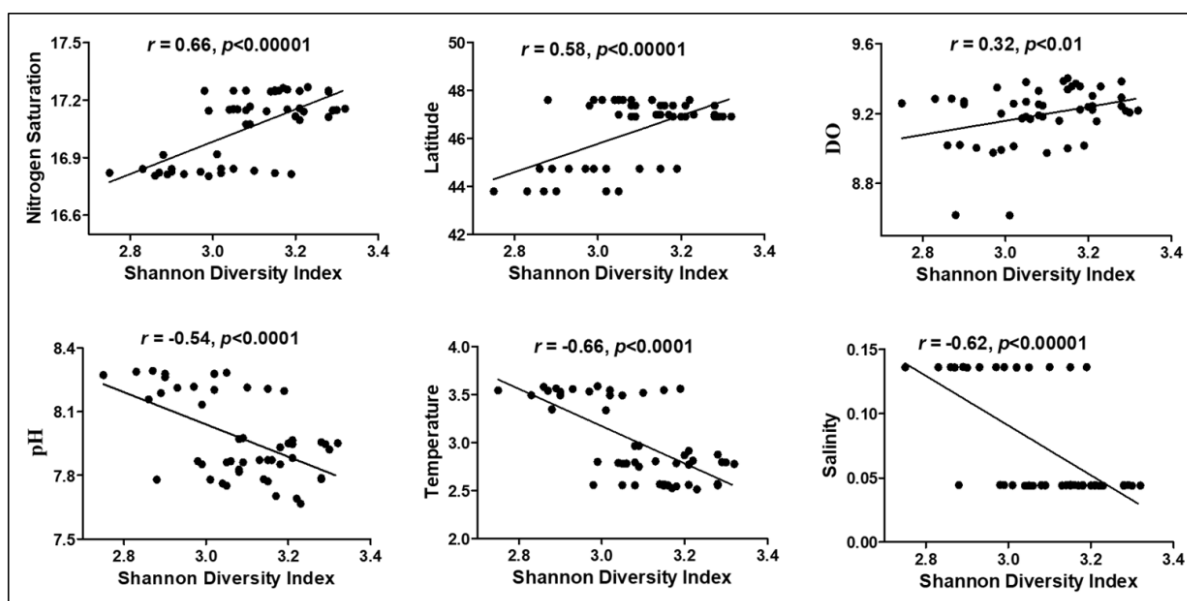 r = 0.66, p<0.00001
17.5
17.2
16.9
16.6
Nitrogen Saturation
2.8 3.0 3.2 3.4
Shannon Diversity Index
r = 0.58, p<0.00001
50
48
46
44
42
Latitude
2.8 3.0 3.2 3.4
Shannon Diversity Index
r = 0.32, p<0.01
9.6
9.2
8.8
DO
2.8 3.0 3.2 3.4
Shannon Diversity Index
r = -0.54, p<0.0001
8.4
8.1
7.8
7.5
pH
2.8 3.0 3.2 3.4
Shannon Diversity Index
r = -0.66, p<0.0001
4.0
3.5
3.0
2.5
2.0
Temperature
2.8 3.0 3.2 3.4
Shannon Diversity Index
r = -0.62, p<0.00001
0.15
0.10
0.05
0.00
Salinity
2.8 3.0 3.2 3.4
Shannon Diversity Index